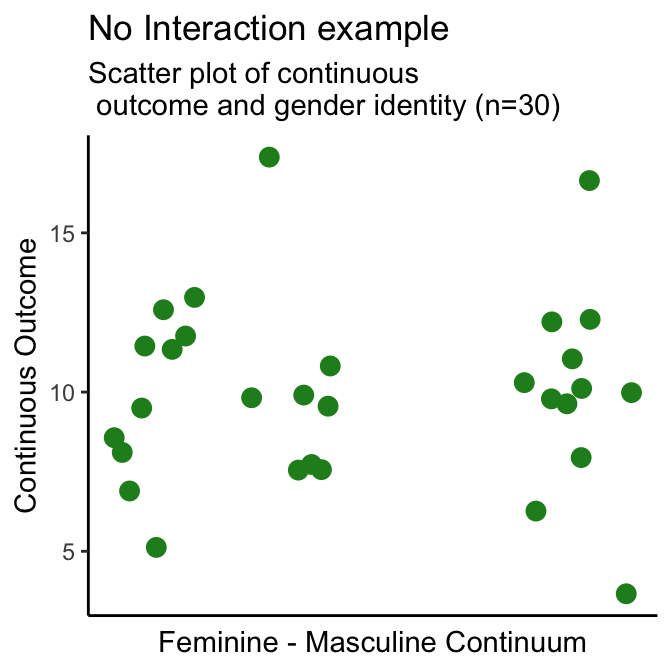 No Interaction example
Scatter plot of continuous
outcome and gender identity (n=30)
Continuous Outcome
15
10
5
Feminine - Masculine Continuum